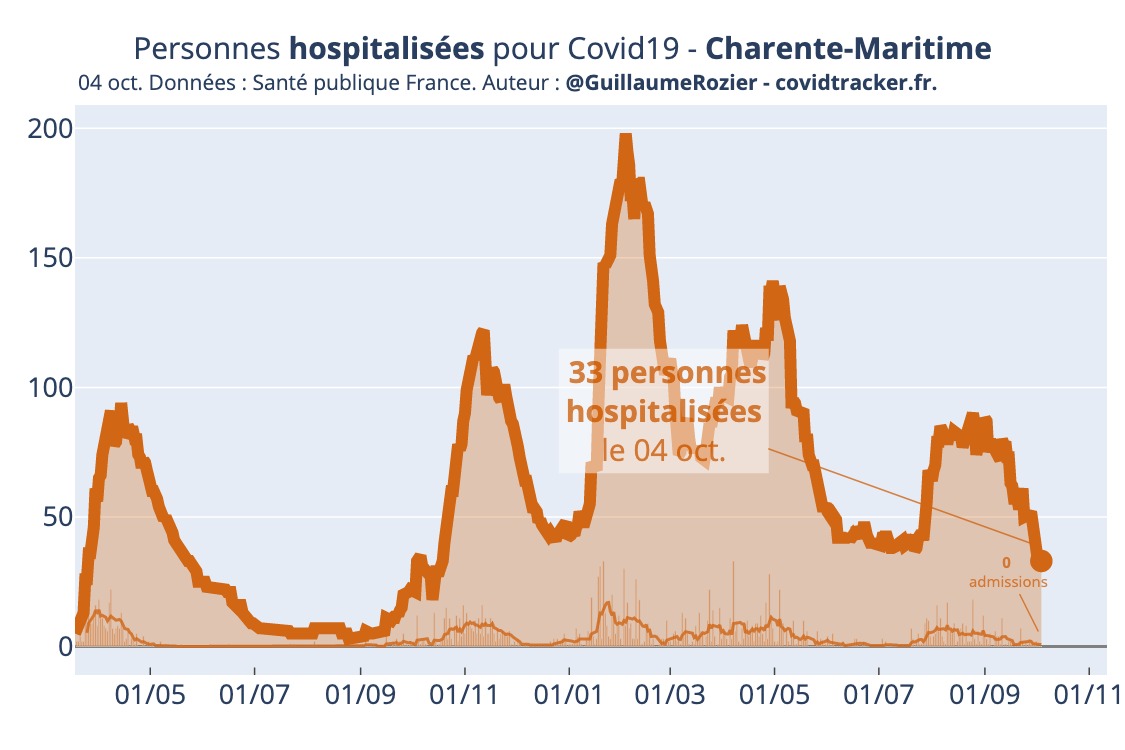 Personnes hospitalisées pour Covid19 - Charente-Maritime
04 oct. Données : Santé publique France. Auteur : @GuillaumeRozier - covidtracker.fr.
200
150
100
50
0
33 personnes
hospitalisées
le 04 oct.
0
admissions
01/05 01/07 01/09 01/11 01/01 01/03 01/05 01/07 01/09 01/11